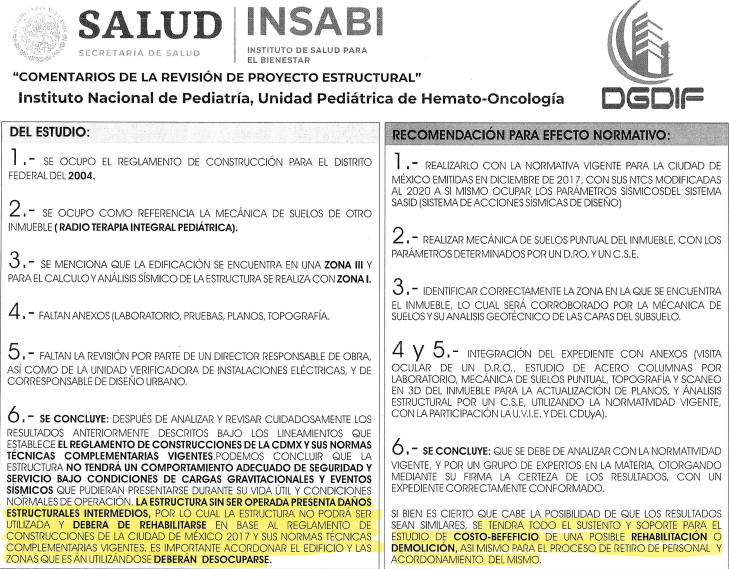 SALUD
SECRETARÍA DE SALUD
INSABI
INSTITUTO DE SALUD PARA
EL BIENESTAR
"COMENTARIOS DE LA REVISIÓN DE PROYECTO ESTRUCTURAL"
Instituto Nacional de Pediatría, Unidad Pediátrica de Hemato-Oncología
DGDIF
DEL ESTUDIO:
1.- SE OCUPO EL REGLAMENTO DE CONSTRUCCIÓN PARA EL DISTRITO
FEDERAL DEL 2004.
2.- SE OCUPO COMO REFERENCIA LA MECÁNICA DE SUELOS DE OTRO
INMUEBLE ( RADIO TERAPIA INTEGRAL PEDIÁTRICA).
3.- SE MENCIONA QUE LA EDIFICACIÓN SE ENCUENTRA EN UNA ZONA III Y
PARA EL CALCULO Y ANÁLISIS SÍSMICO DE LA ESTRUCTURA SE REALIZA CON ZONA I.
4.- FALTAN ANEXOS (LABORATORIO, PRUEBAS, PLANOS, TOPOGRAFÍA.
5.- FALTAN LA REVISIÓN POR PARTE DE UN DIRECTOR RESPONSABLE DE OBRA,
ASÍ COMO DE LA UNIDAD VERIFICADORA DE INSTALACIONES ELÉCTRICAS, Y DE
CORRESPONSABLE DE DISEÑO URBANO.
6.- SE CONCLUYE: DESPUÉS DE ANALIZAR Y REVISAR CUIDADOSAMENTE LOS
RESULTADOS ANTERIORMENTE DESCRITOS BAJO LOS LINEAMIENTOS QUE
ESTABLECE EL REGLAMENTO DE CONSTRUCCIONES DE LA CDMX Y SUS NORMAS
TÉCNICAS COMPLEMENTARIAS VIGENTES,PODEMOS CONCLUIR QUE LA
ESTRUCTURA NO TENDRÁ UN COMPORTAMIENTO ADECUADO DE SEGURIDAD Y
SERVICIO BAJO CONDICIONES DE CARGAS GRAVITACIONALES Y EVENTOS
SÍSMICOS QUE PUDIERAN PRESENTARSE DURANTE SU VIDA ÚTIL Y CONDICIONES
NORMALES DE OPERACIÓN. LA ESTRUCTURA SIN SER OPERADA PRESENTA DAÑOS
ESTRUCTURALES INTERMEDIOS, POR LO CUAL LA ESTRUCTURA NO PODRÁ SER
UTILIZADA Y DEBERA DE REHABILITARSE EN BASE AL REGLAMENTO DE
CONSTRUCCIONES DE LA CIUDAD DE MÉXICO 2017 Y SUS NORMAS TÉCNICAS
COMPLEMENTARIAS VIGENTES. ES IMPORTANTE ACORDONAR EL EDIFICIO Y LAS
ZONAS QUE ES­TÁN UTILIZÁNDOSE DEBERÁN DESOCUPARSE.
RECOMENDACIÓN PARA EFECTO NORMATIVO:
1.- REALIZARLO CON LA NORMATIVA VIGENTE PARA LA CIUDAD DE
MÉXICO EMITIDAS EN DICIEMBRE DE 2017, CON SUS NTCS MODIFICADAS
AL 2020 A SI MISMO OCUPAR LOS PARÁMETROS SÍSMICOSDEL SISTEMA
SASID (SISTEMA DE ACCIONES SÍSMICAS DE DISEÑO)
2.- REALIZAR MECÁNICA DE SUELOS PUNTUAL DEL INMUEBLE, CON LOS
PARÁMETROS DETERMINADOS POR UN D.RO. Y UN C.S.E.
3.- IDENTIFICAR CORRECTAMENTE LA ZONA EN LA QUE SE ENCUENTRA
EL INMUEBLE, LO CUAL SERÁ CORROBORADO POR LA MÉCANICA DE
SUELOS Y SU ANALISIS GEOTÉCNICO DE LAS CAPAS DEL SUBSUELO.
4 y 5.- INTEGRACIÓN DEL EXPEDIENTE CON ANEXOS (VISITA
OCULAR DE UN D.R.O., ESTUDIO DE ACERO COLUMNAS POR
LABORATORIO, MECÁNICA DE SUELOS PUNTUAL, TOPOGRAFÍA Y SCANEO
EN 3D DEL INMUEBLE PARA LA ACTUALIZACIÓN DE PLANOS, Y ÁNALISIS
ESTRUCTURAL POR UN C.S.E, UTILIZANDO LA NORMATIVIDAD VIGENTE,
CON LA PARTICIPACIÓN LA U.V.I.E. Y DEL CDUyA).
6.- SE CONCLUYE: QUE SE DEBE DE ANALIZAR CON LA NORMATIVIDAD
VIGENTE, Y POR UN GRUPO DE EXPERTOS EN LA MATERIA, OTORGANDO
MEDIANTE SU FIRMA LA CERTEZA DE LOS RESULTADOS, CON UN
EXPEDIENTE CORRECTAMENTE CONFORMADO.
SI BIEN ES CIERTO QUE CABE LA POSIBILIDAD DE QUE LOS RESULTADOS
SEAN SIMILARES, SE TENDRA TODO EL SUSTENTO Y SOPORTE PARA EL
ESTUDIO DE COSTO-BEFEFICIO DE UNA POSIBLE REHABILITACIÓN O
DEMOLICIÓN, ASI MISMO PARA EL PROCESO DE RETIRO DE PERSONAL Y
ACORDONAMIENTO DEL MISMO.